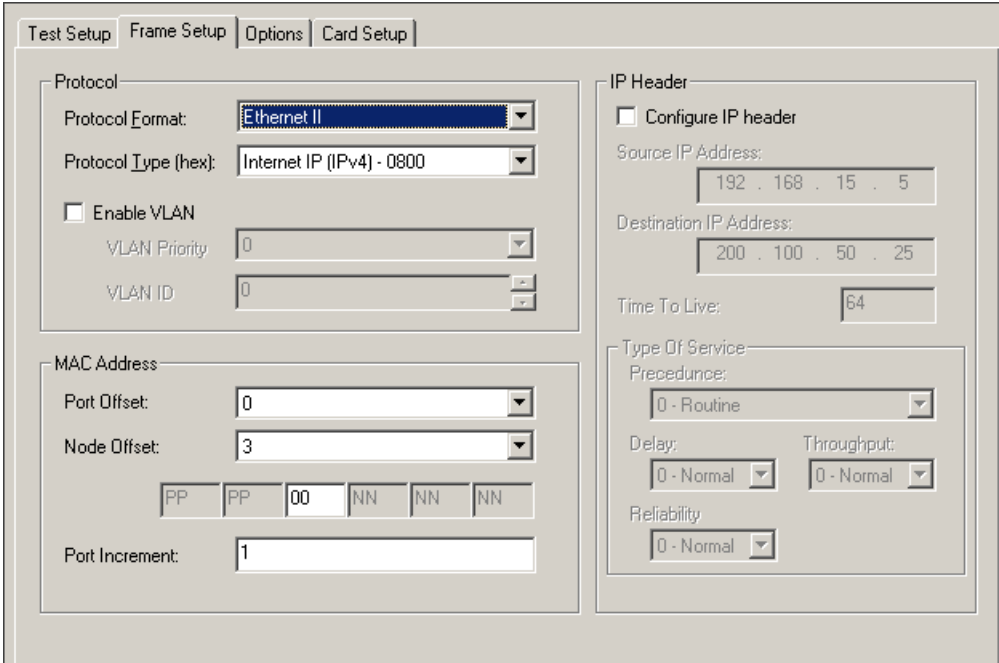 Test Setup Frame Setup Options Card Setup
Protocol
Protocol Format: Ethernet II
Protocol Type (hex): Internet IP (IPv4) - 0800
Enable VLAN
VLAN Priority 0
VLAN ID 0
MAC Address
Port Offset: 0
Node Offset: 3
PP PP 00 NN NN NN
Port Increment: 1
IP Header
Configure IP header
Source IP Address:
192 . 168 . 15 . 5
Destination IP Address:
200 . 100 . 50 . 25
Time To Live: 64
Type Of Service
Precedunce:
0 - Routine
Delay: Throughput:
0 - Normal 0 - Normal
Reliability
0 - Normal